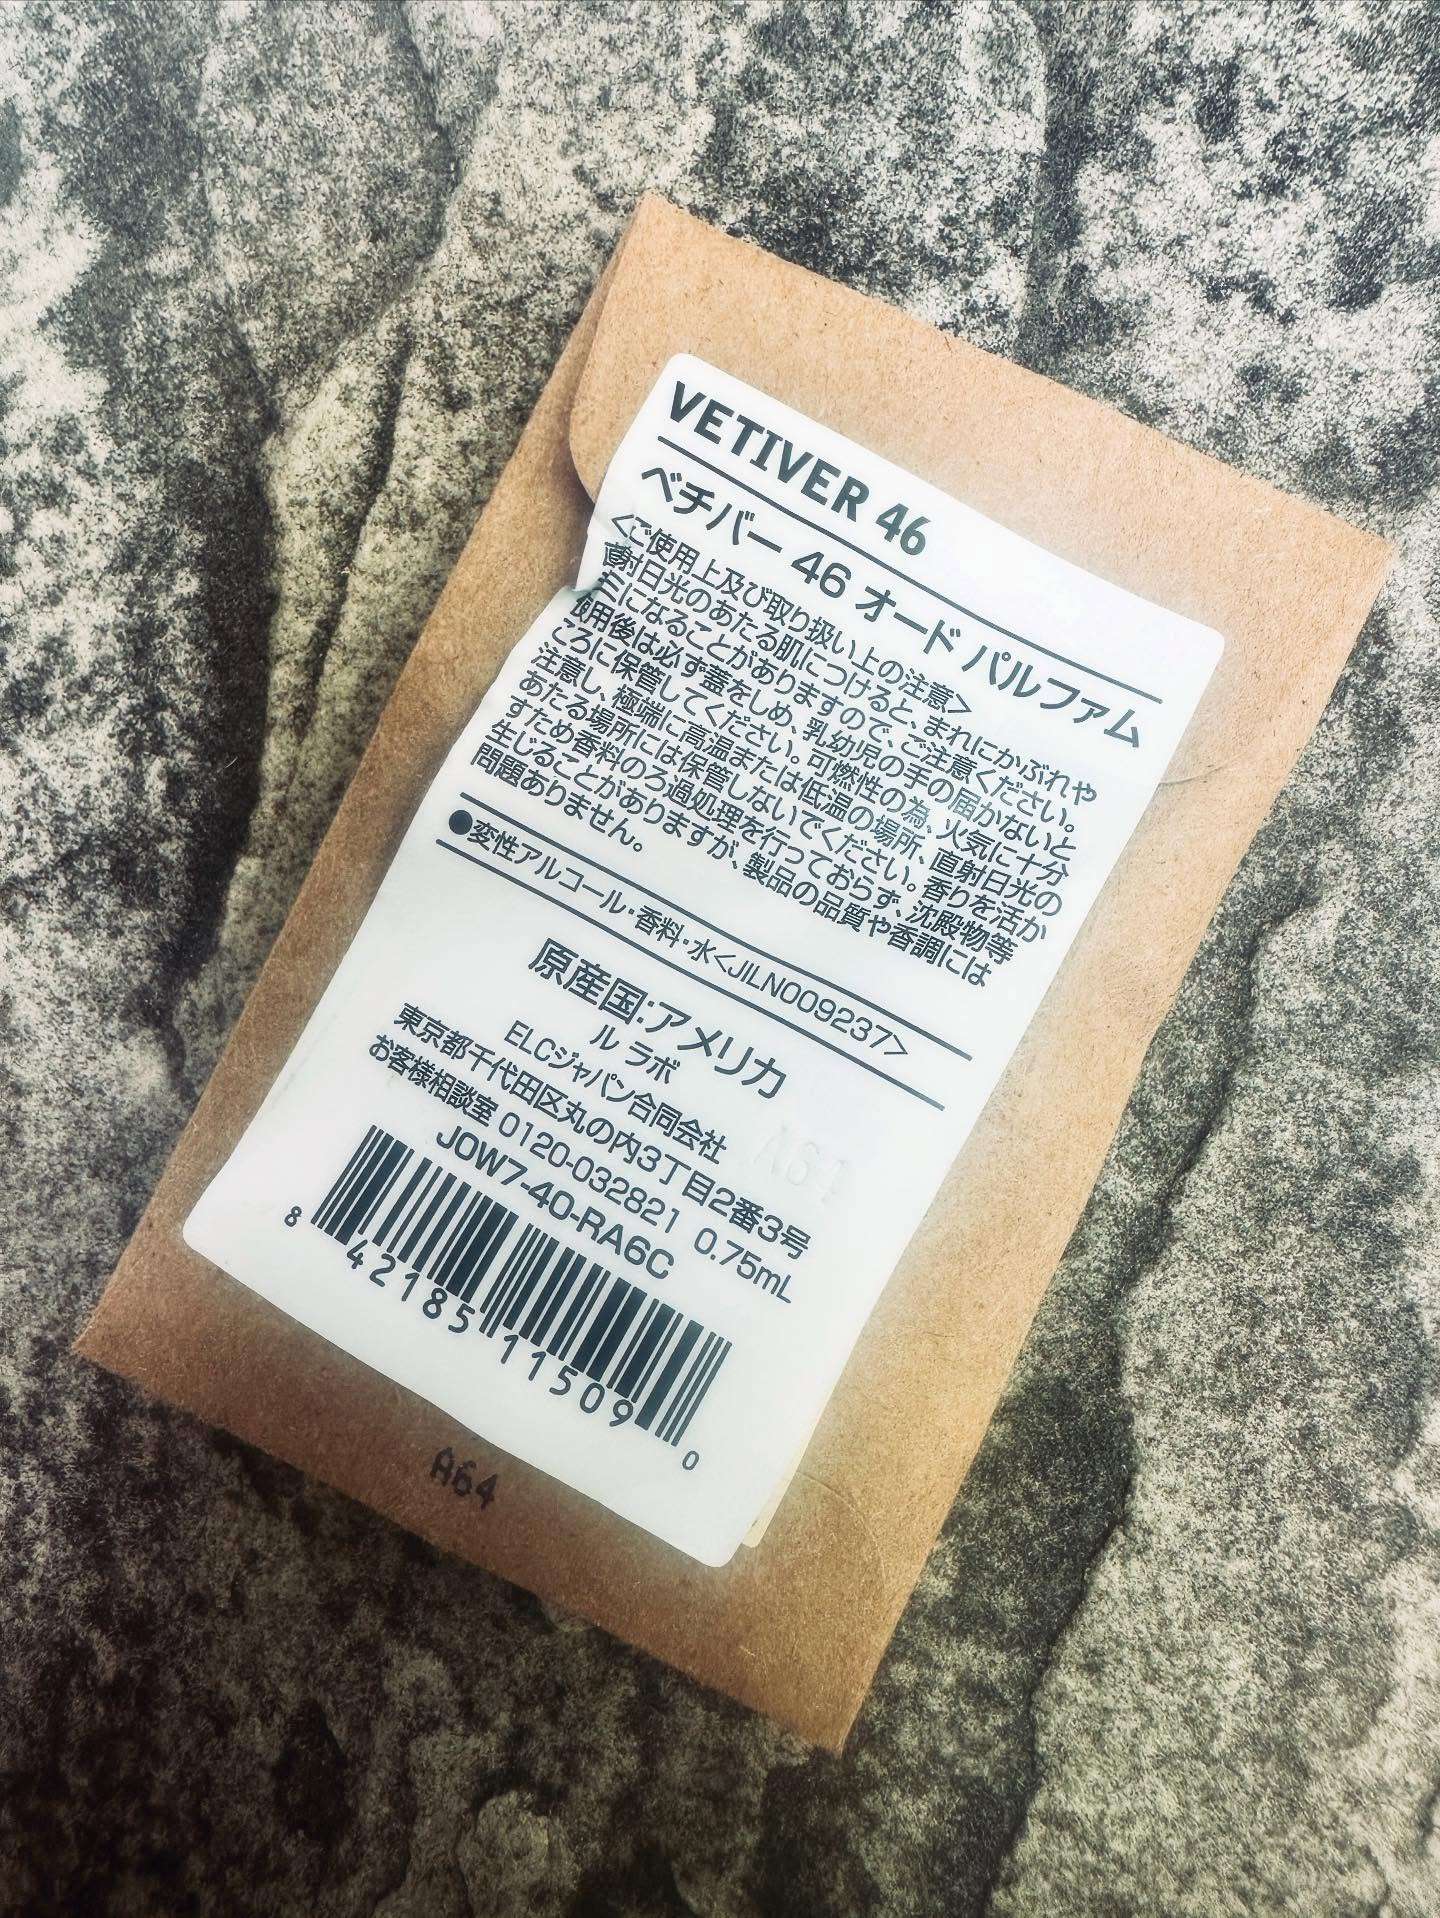 VETIVER 46
ベチバー 46 オード パルファム
<ご使用上及び取り扱い上の注意>
直射日光のあたる肌につけると、まれにかぶれや
シミになることがありますので、ご注意ください。
使用後は必ず蓋をしめ、乳幼児の手の届かないと
ころに保管してください。可燃性の為、火気に十分
注意し、極端に高温または低温の場所、直射日光の
あたる場所には保管しないでください。香りを活か
すため香料のろ過処理を行っておらず、沈殿物等
生じることがありますが、製品の品質や香調には
問題ありません。
●変性アルコール・香料・水<JILN009237>
原産国:アメリカ
ル ラボ
ELCジャパン合同会社
東京都千代田区丸の内3丁目2番3号
お客様相談室 0120-032821 0.75mL
J0W7-40-RA6C
8 42185 11509 0
A64